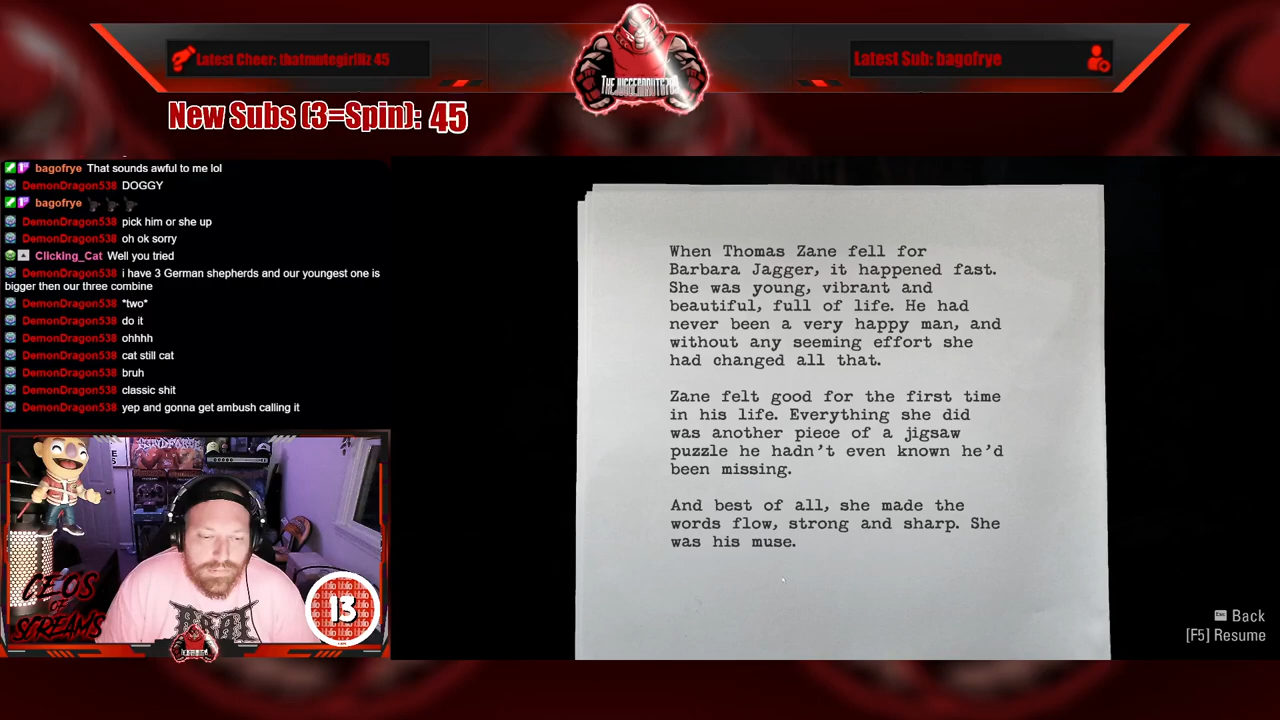 Latest Cheer: thatmutegirlliz 45
THEJUGGERNAUT6769
Latest Sub: bagofrye
New Subs (3=Spin): 45
bagofrye That sounds awful to me lol
DemonDragon538 DOGGY
bagofrye
DemonDragon538 pick him or she up
DemonDragon538 oh ok sorry
Clicking_Cat Well you tried
DemonDragon538 i have 3 German shepherds and our youngest one is
bigger then our three combine
DemonDragon538 *two*
DemonDragon538 do it
DemonDragon538 ohhhh
DemonDragon538 cat still cat
DemonDragon538 bruh
DemonDragon538 classic shit
DemonDragon538 yep and gonna get ambush calling it
CEOS
OF
SCREAMS
13
When Thomas Zane fell for
Barbara Jagger, it happened fast.
She was young, vibrant and
beautiful, full of life. He had
never been a very happy man, and
without any seeming effort she
had changed all that.
Zane felt good for the first time
in his life. Everything she did
was another piece of a jigsaw
puzzle he hadn't even known he'd
been missing.
And best of all, she made the
words flow, strong and sharp. She
was his muse.
Back
[F5] Resume